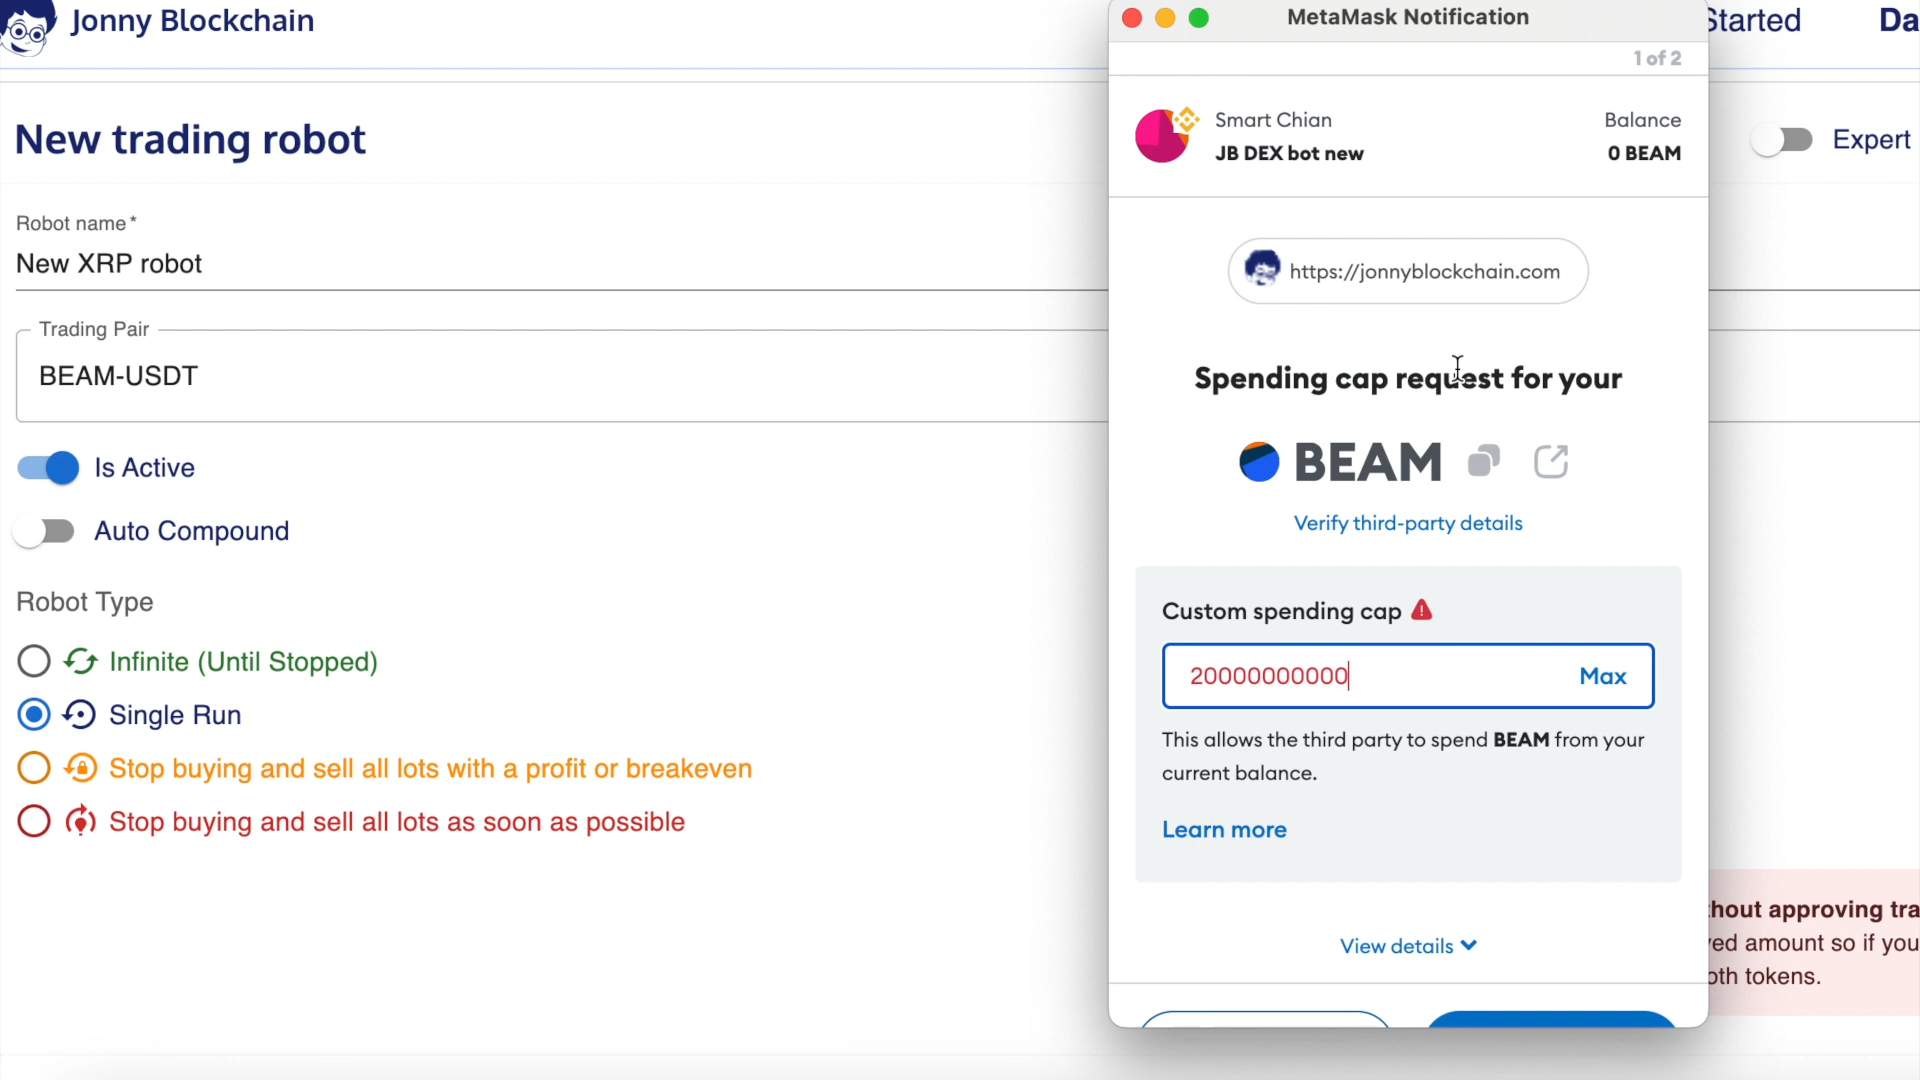 Jonny Blockchain
Started
New trading robot
Expert
Robot name *
New XRP robot
Trading Pair
BEAM-USDT
Is Active
Auto Compound
Robot Type
Infinite (Until Stopped)
Single Run
Stop buying and sell all lots with a profit or breakeven
Stop buying and sell all lots as soon as possible
MetaMask Notification
1 of 2
Smart Chian
Balance
JB DEX bot new
0 BEAM
https://jonnyblockchain.com
Spending cap request for your
BEAM
Verify third-party details
Custom spending cap
20000000000
Max
This allows the third party to spend BEAM from your
current balance.
Learn more
View details
approving
amount so if you
tokens.